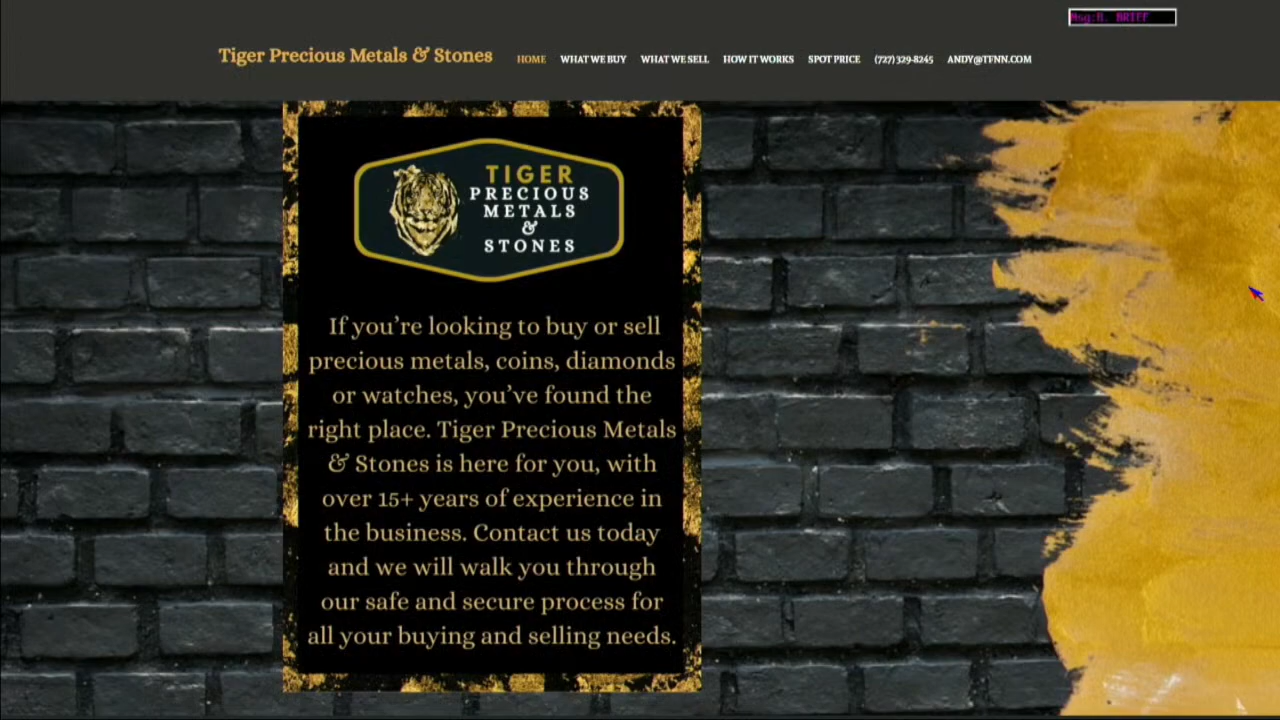 Msg:R. BRIEF
Tiger Precious Metals & Stones
HOME WHAT WE BUY WHAT WE SELL HOW IT WORKS SPOT PRICE (727) 329-8245 ANDY@TFNN.COM
TIGER
PRECIOUS
METALS
&
STONES
If you’re looking to buy or sell
precious metals, coins, diamonds
or watches, you’ve found the
right place. Tiger Precious Metals
& Stones is here for you, with
over 15+ years of experience in
the business. Contact us today
and we will walk you through
our safe and secure process for
all your buying and selling needs.